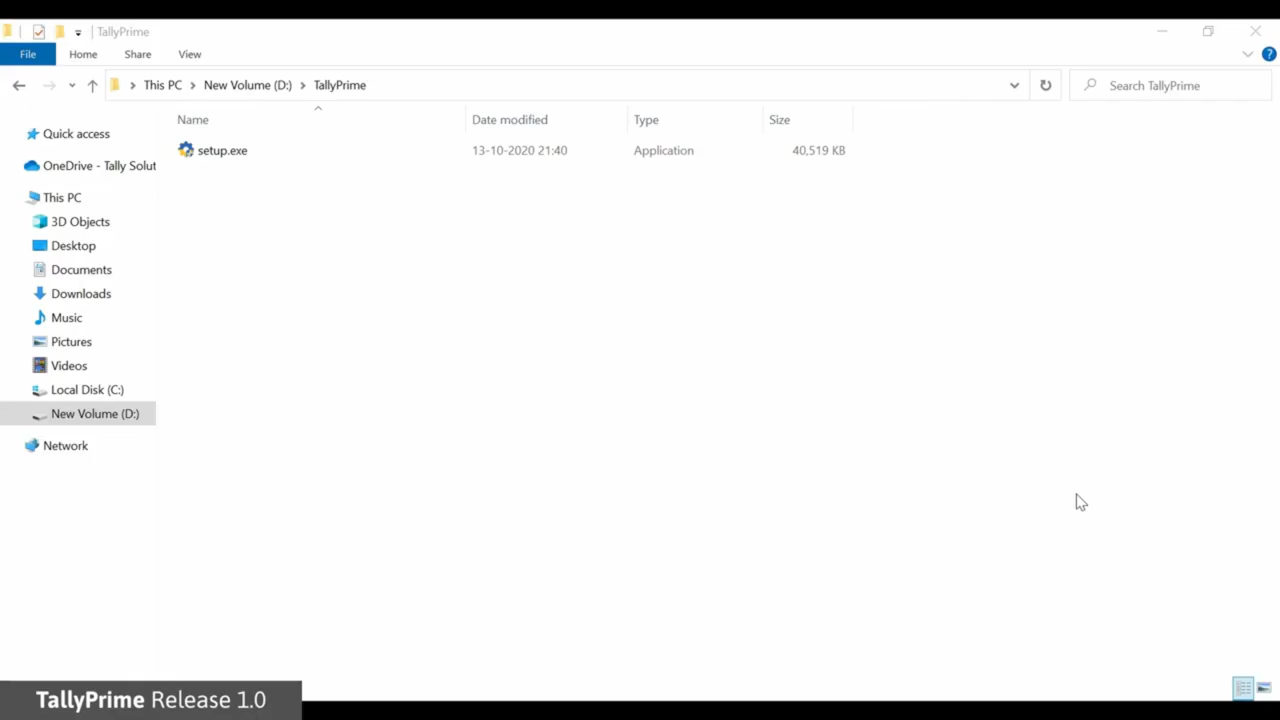 TallyPrime
File Home Share View
This PC New Volume (D:) TallyPrime
Search TallyPrime
Name Date modified Type Size
setup.exe 13-10-2020 21:40 Application 40,519 KB
Quick access
OneDrive - Tally Solut
This PC
3D Objects
Desktop
Documents
Downloads
Music
Pictures
Videos
Local Disk (C:)
New Volume (D:)
Network
TallyPrime Release 1.0